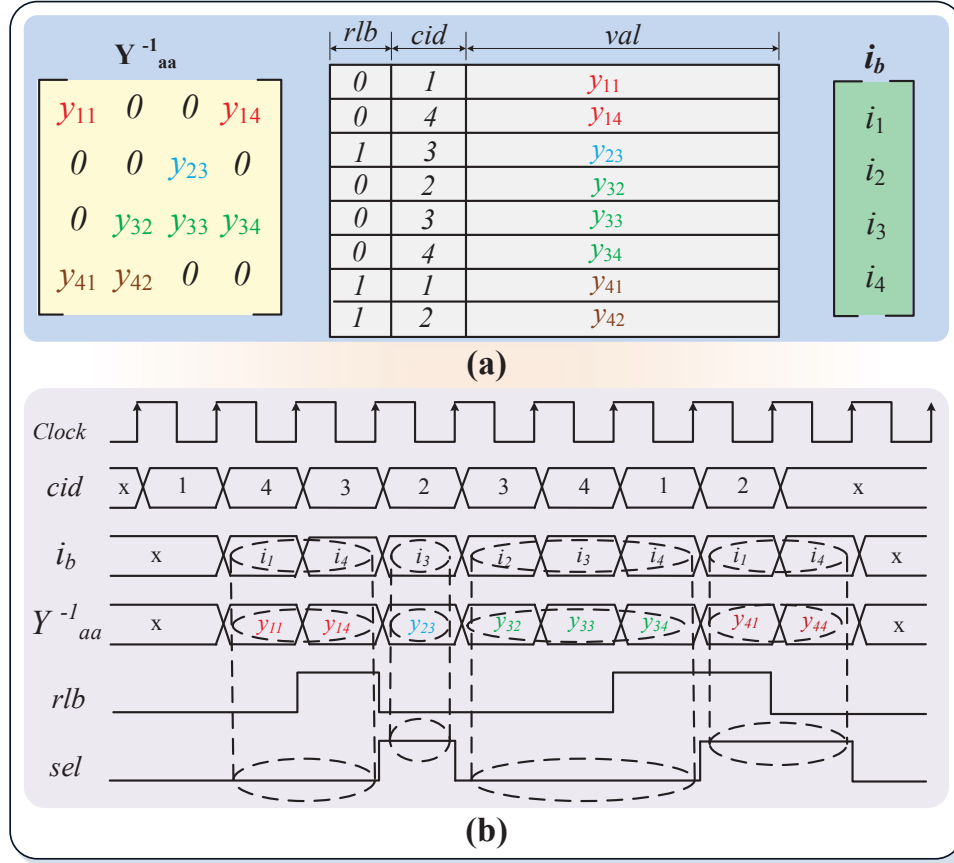 rlb cid val
Y⁻¹aa
i_b
y₁₁ 0 0 y₁₄
0 0 y₂₃ 0
0 y₃₂ y₃₃ y₃₄
y₄₁ y₄₂ 0 0
0 1 y₁₁
0 4 y₁₄
1 3 y₂₃
0 2 y₃₂
0 3 y₃₃
0 4 y₃₄
1 1 y₄₁
1 2 y₄₂
i₁
i₂
i₃
i₄
(a)
Clock
cid x 1 4 3 2 3 4 1 2 x
i_b x i₁ i₄ i₃ i₂ i₃ i₄ i₁ i₄ x
Y⁻¹aa x y₁₁ y₁₄ y₂₃ y₃₂ y₃₃ y₃₄ y₄₁ y₄₄ x
rlb
sel
(b)